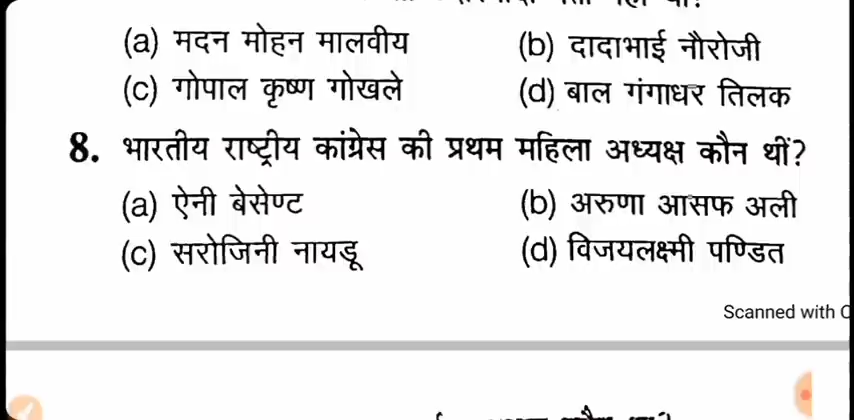 (a) मदन मोहन मालवीय (b) दादाभाई नौरोजी
(c) गोपाल कृष्ण गोखले (d) बाल गंगाधर तिलक
8. भारतीय राष्ट्रीय कांग्रेस की प्रथम महिला अध्यक्ष कौन थीं?
(a) ऐनी बेसेण्ट (b) अरुणा आसफ अली
(c) सरोजिनी नायडू (d) विजयलक्ष्मी पण्डित
Scanned with